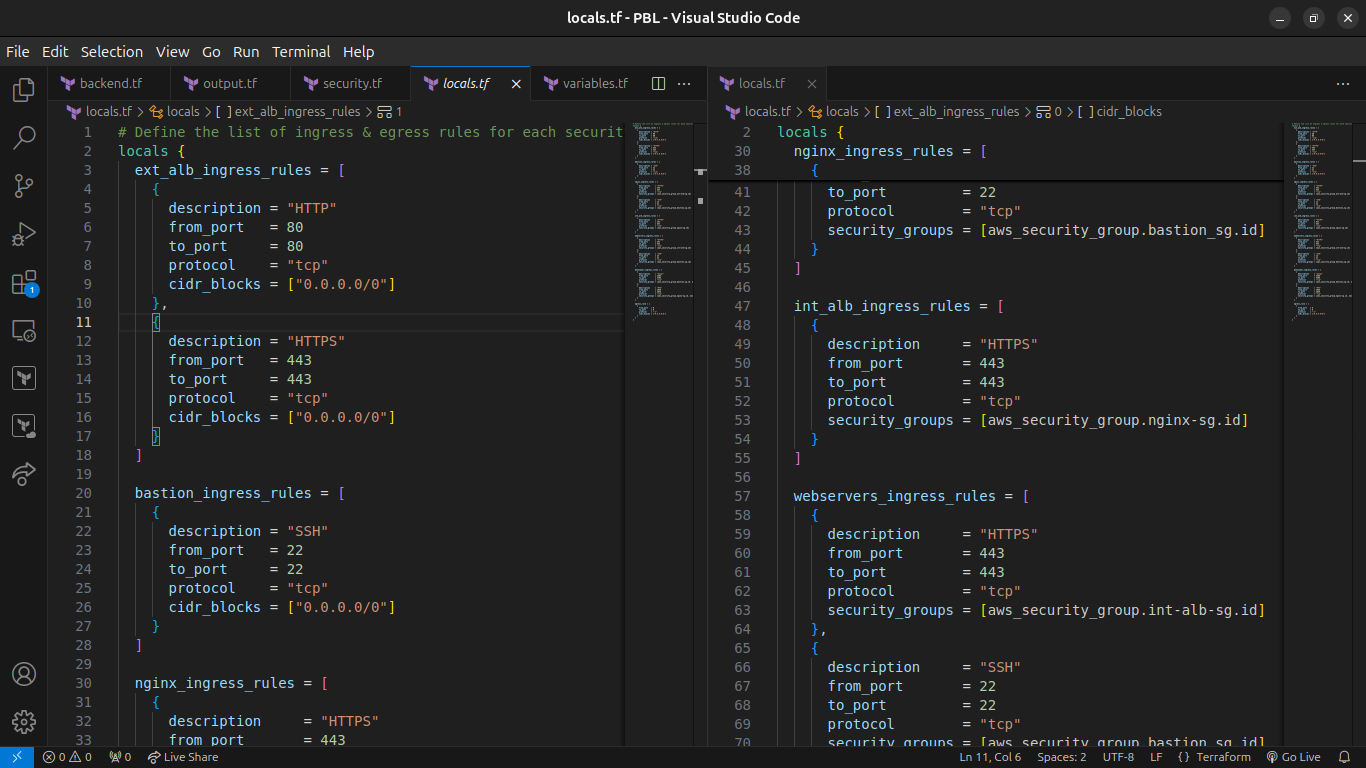 locals.tf - PBL - Visual Studio Code
File Edit Selection View Go Run Terminal Help
backend.tf output.tf security.tf locals.tf variables.tf
locals.tf > locals > [ ] ext_alb_ingress_rules > 1
1 # Define the list of ingress & egress rules for each securit
2 locals {
3 ext_alb_ingress_rules = [
4 {
5 description = "HTTP"
6 from_port = 80
7 to_port = 80
8 protocol = "tcp"
9 cidr_blocks = ["0.0.0.0/0"]
10 },
11 {
12 description = "HTTPS"
13 from_port = 443
14 to_port = 443
15 protocol = "tcp"
16 cidr_blocks = ["0.0.0.0/0"]
17 }
18 ]
19
20 bastion_ingress_rules = [
21 {
22 description = "SSH"
23 from_port = 22
24 to_port = 22
25 protocol = "tcp"
26 cidr_blocks = ["0.0.0.0/0"]
27 }
28 ]
29
30 nginx_ingress_rules = [
31 {
32 description = "HTTPS"
33 from_port = 443
locals.tf
locals.tf > locals > [ ] ext_alb_ingress_rules > 0 > [ ] cidr_blocks
2 locals {
30 nginx_ingress_rules = [
38 {
41 to_port = 22
42 protocol = "tcp"
43 security_groups = [aws_security_group.bastion_sg.id]
44 }
45 ]
46
47 int_alb_ingress_rules = [
48 {
49 description = "HTTPS"
50 from_port = 443
51 to_port = 443
52 protocol = "tcp"
53 security_groups = [aws_security_group.nginx-sg.id]
54 }
55 ]
56
57 webservers_ingress_rules = [
58 {
59 description = "HTTPS"
60 from_port = 443
61 to_port = 443
62 protocol = "tcp"
63 security_groups = [aws_security_group.int-alb-sg.id]
64 },
65 {
66 description = "SSH"
67 from_port = 22
68 to_port = 22
69 protocol = "tcp"
70 security_groups = [aws_security_group.bastion_sg.id]
1
0 0 0 Live Share Ln 11, Col 6 Spaces: 2 UTF-8 LF { } Terraform Go Live